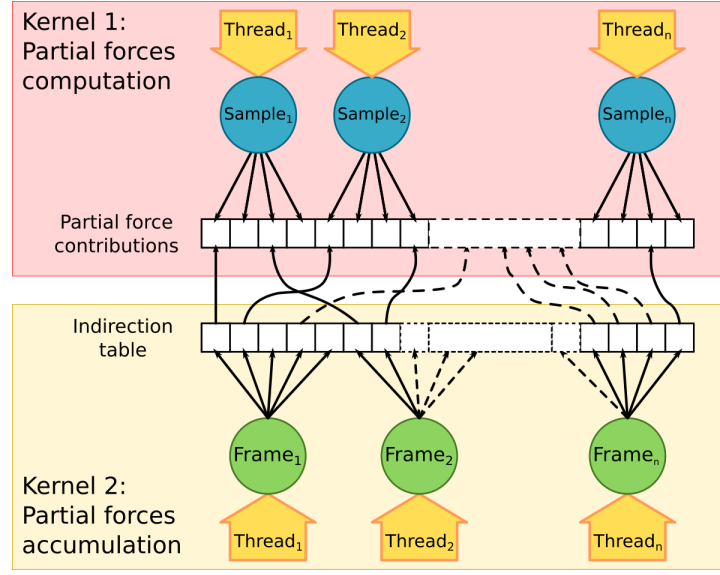 Kernel 1:
Partial forces
computation
Thread₁
Thread₂
Threadₙ
Sample₁
Sample₂
Sampleₙ
Partial force
contributions
Indirection
table
Frame₁
Frame₂
Frameₙ
Kernel 2:
Partial forces
accumulation
Thread₁
Thread₂
Threadₙ